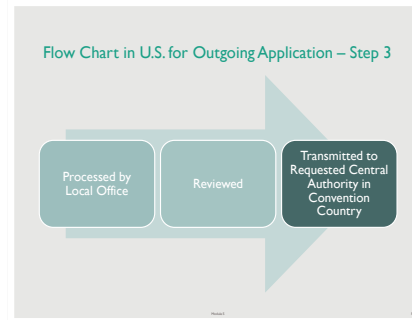 Flow Chart in U.S. for Outgoing Application – Step 3
Processed by
Local Office
Reviewed
Transmitted to
Requested Central
Authority in
Convention
Country